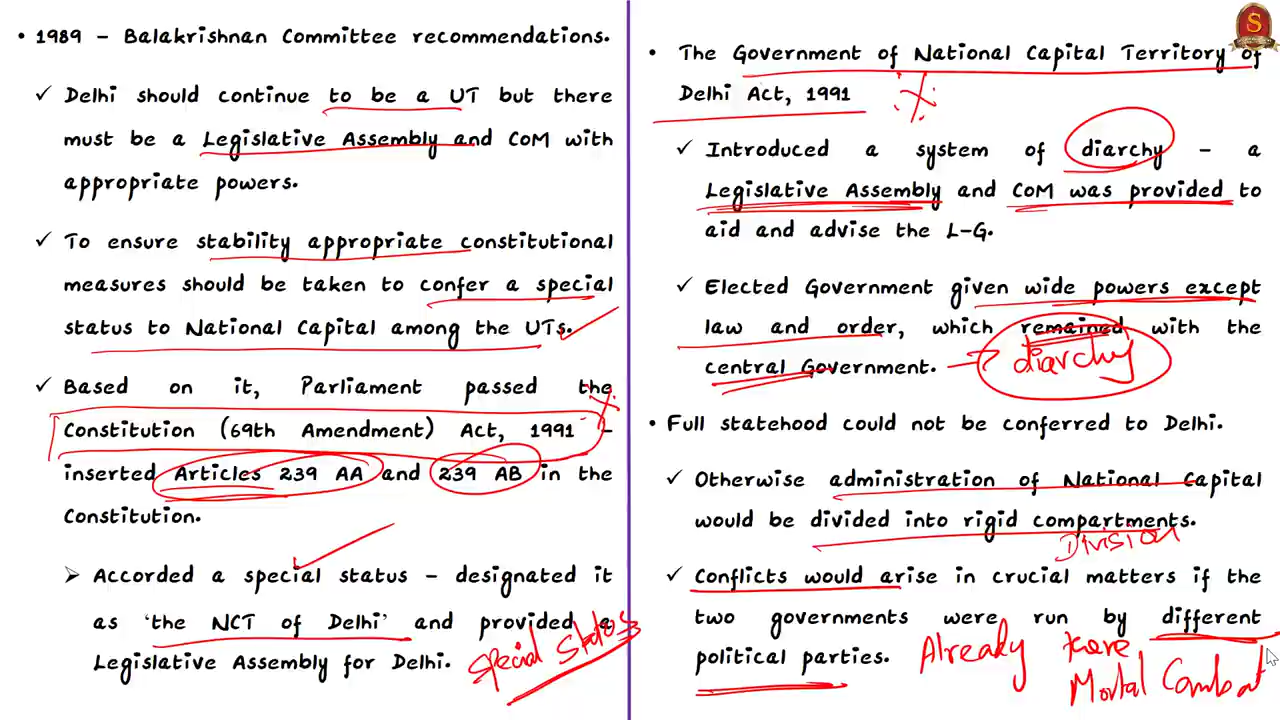 • 1989 – Balakrishnan Committee recommendations.
✓ Delhi should continue to be a UT but there
must be a Legislative Assembly and CoM with
appropriate powers.
✓ To ensure stability appropriate constitutional
measures should be taken to confer a special
status to National Capital among the UTs.
✓ Based on it, Parliament passed the
Constitution (69th Amendment) Act, 1991 –
inserted Articles 239 AA and 239 AB in the
Constitution.
➤ Accorded a special status – designated it
as ‘the NCT of Delhi’ and provided a
Legislative Assembly for Delhi.
Special Status
• The Government of National Capital Territory of
Delhi Act, 1991
✓ Introduced a system of diarchy – a
Legislative Assembly and CoM was provided to
aid and advise the L-G.
✓ Elected Government given wide powers except
law and order, which remained with the
central Government.
diarchy
• Full statehood could not be conferred to Delhi.
✓ Otherwise administration of National Capital
would be divided into rigid compartments.
Division
✓ Conflicts would arise in crucial matters if the
two governments were run by different
political parties.
Already there
Mortal Combat
S